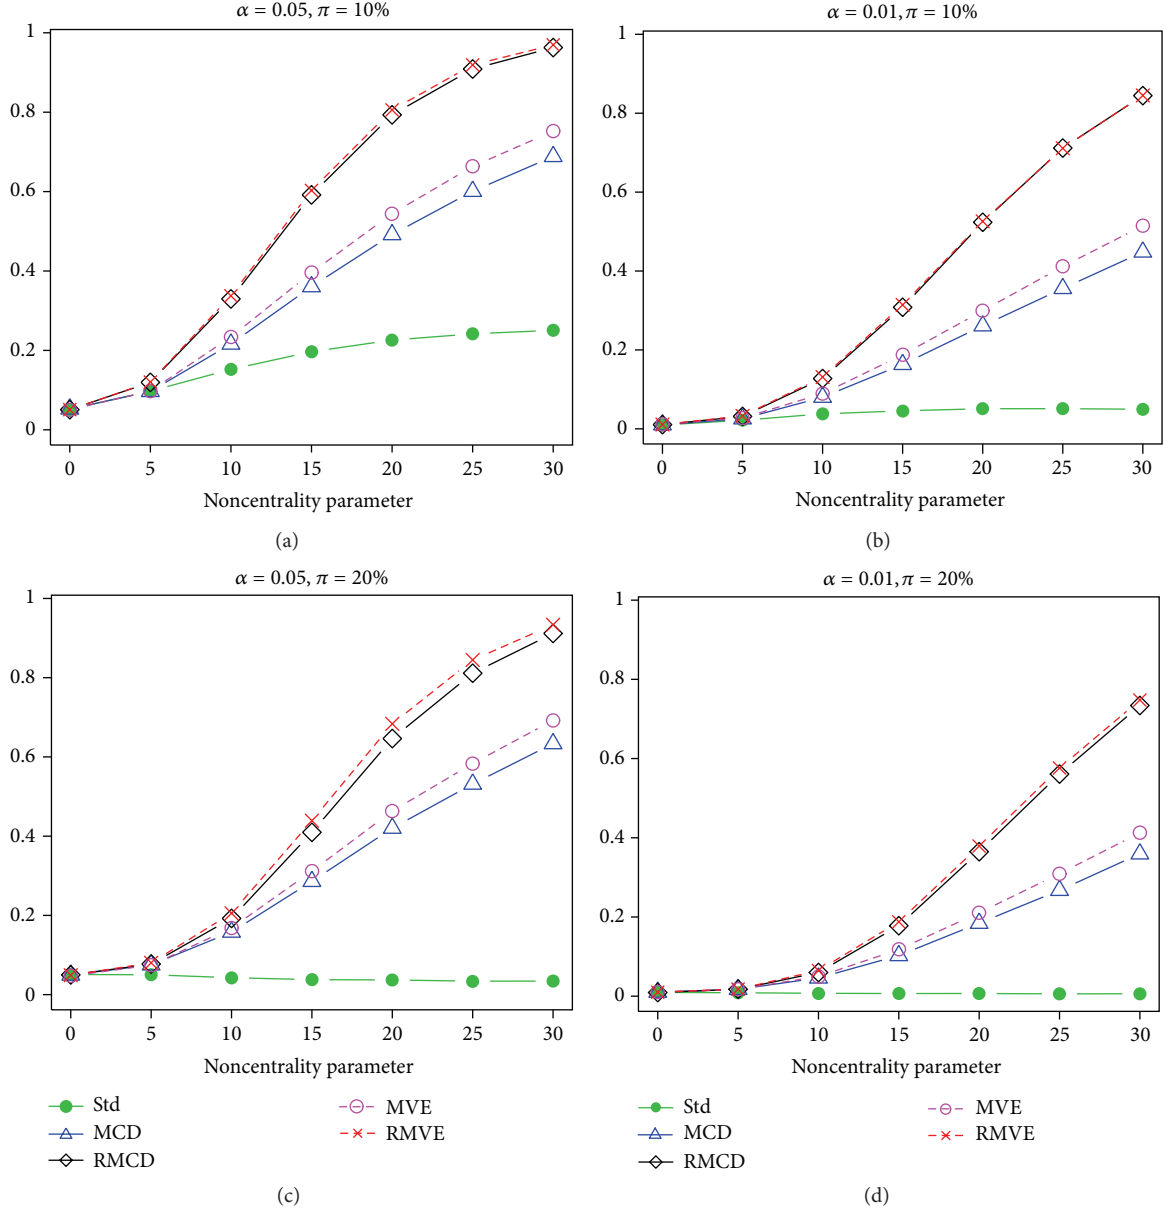 α = 0.05, π = 10%
1
0.8
0.6
0.4
0.2
0
0 5 10 15 20 25 30
Noncentrality parameter
(a)
α = 0.01, π = 10%
1
0.8
0.6
0.4
0.2
0
0 5 10 15 20 25 30
Noncentrality parameter
(b)
α = 0.05, π = 20%
1
0.8
0.6
0.4
0.2
0
0 5 10 15 20 25 30
Noncentrality parameter
Std
MCD
RMCD
MVE
RMVE
(c)
α = 0.01, π = 20%
1
0.8
0.6
0.4
0.2
0
0 5 10 15 20 25 30
Noncentrality parameter
Std
MCD
RMCD
MVE
RMVE
(d)